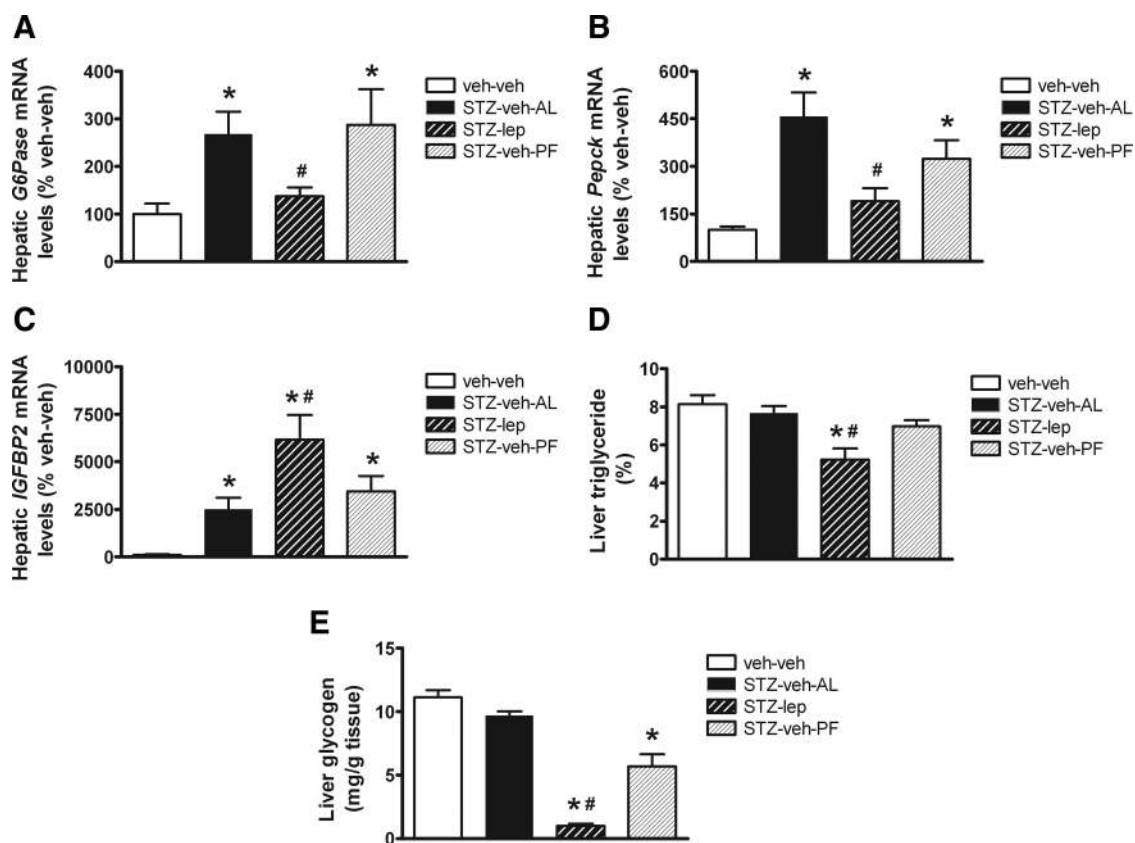 A
Hepatic G6Pase mRNA
levels (% veh-veh)
400
300
200
100
0
*
#
*
veh-veh
STZ-veh-AL
STZ-lep
STZ-veh-PF
B
Hepatic Pepck mRNA
levels (% veh-veh)
600
450
300
150
0
*
#
*
veh-veh
STZ-veh-AL
STZ-lep
STZ-veh-PF
C
Hepatic IGFBP2 mRNA
levels (% veh-veh)
10000
7500
5000
2500
0
*
* #
*
veh-veh
STZ-veh-AL
STZ-lep
STZ-veh-PF
D
Liver triglyceride
(%)
10
8
6
4
2
0
* #
veh-veh
STZ-veh-AL
STZ-lep
STZ-veh-PF
E
Liver glycogen
(mg/g tissue)
15
10
5
0
* #
*
veh-veh
STZ-veh-AL
STZ-lep
STZ-veh-PF